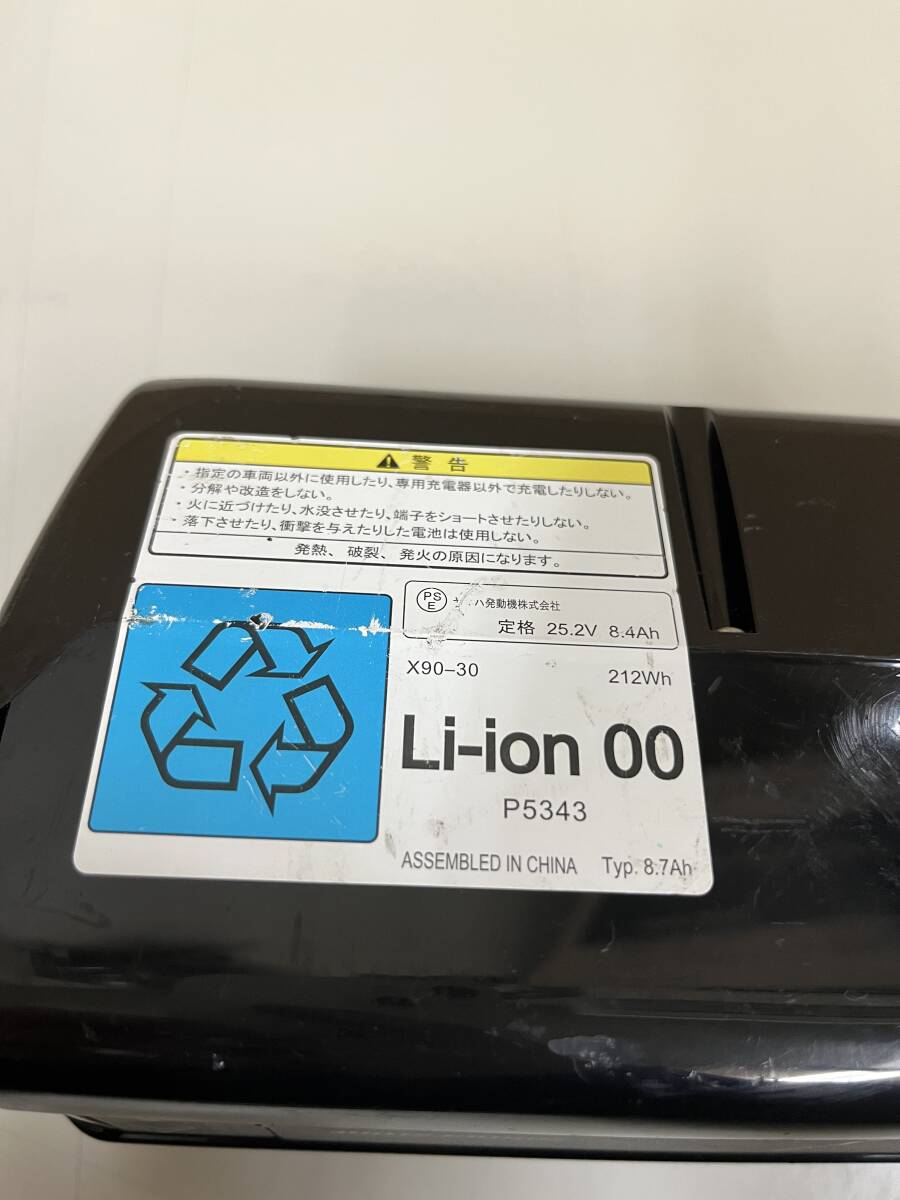 警告
・指定の車両以外に使用したり、専用充電器以外で充電したりしない。
・分解や改造をしない。
・火に近づけたり、水没させたり、端子をショートさせたりしない。
・落下させたり、衝撃を与えたりした電池は使用しない。
発熱、破裂、発火の原因になります。
PS
E
ハ発動機株式会社
定格 25.2V 8.4Ah
X90-30 212Wh
Li-ion 00
P5343
ASSEMBLED IN CHINA Typ. 8.7Ah